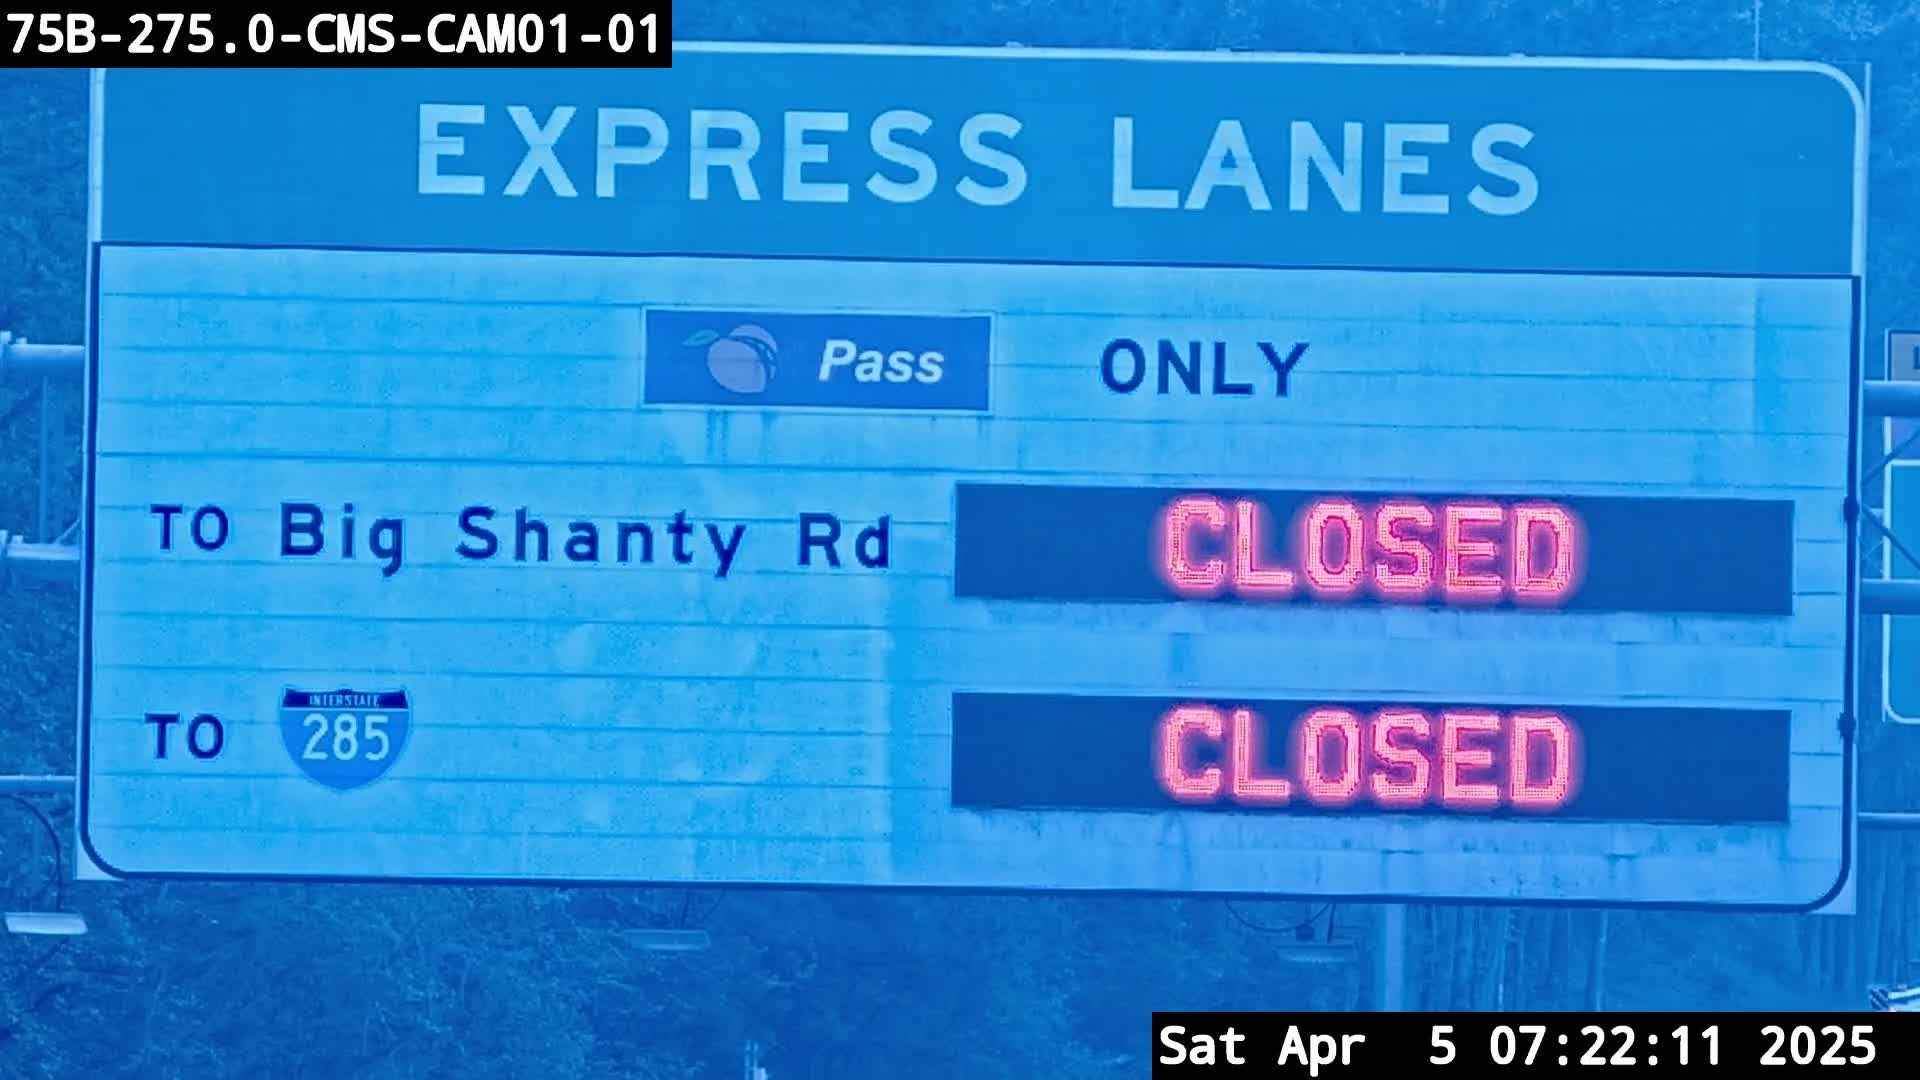 75B-275.0-CMS-CAM01-01
EXPRESS LANES
Pass ONLY
TO Big Shanty Rd CLOSED
TO INTERSTATE 285 CLOSED
Sat Apr 5 07:22:11 2025